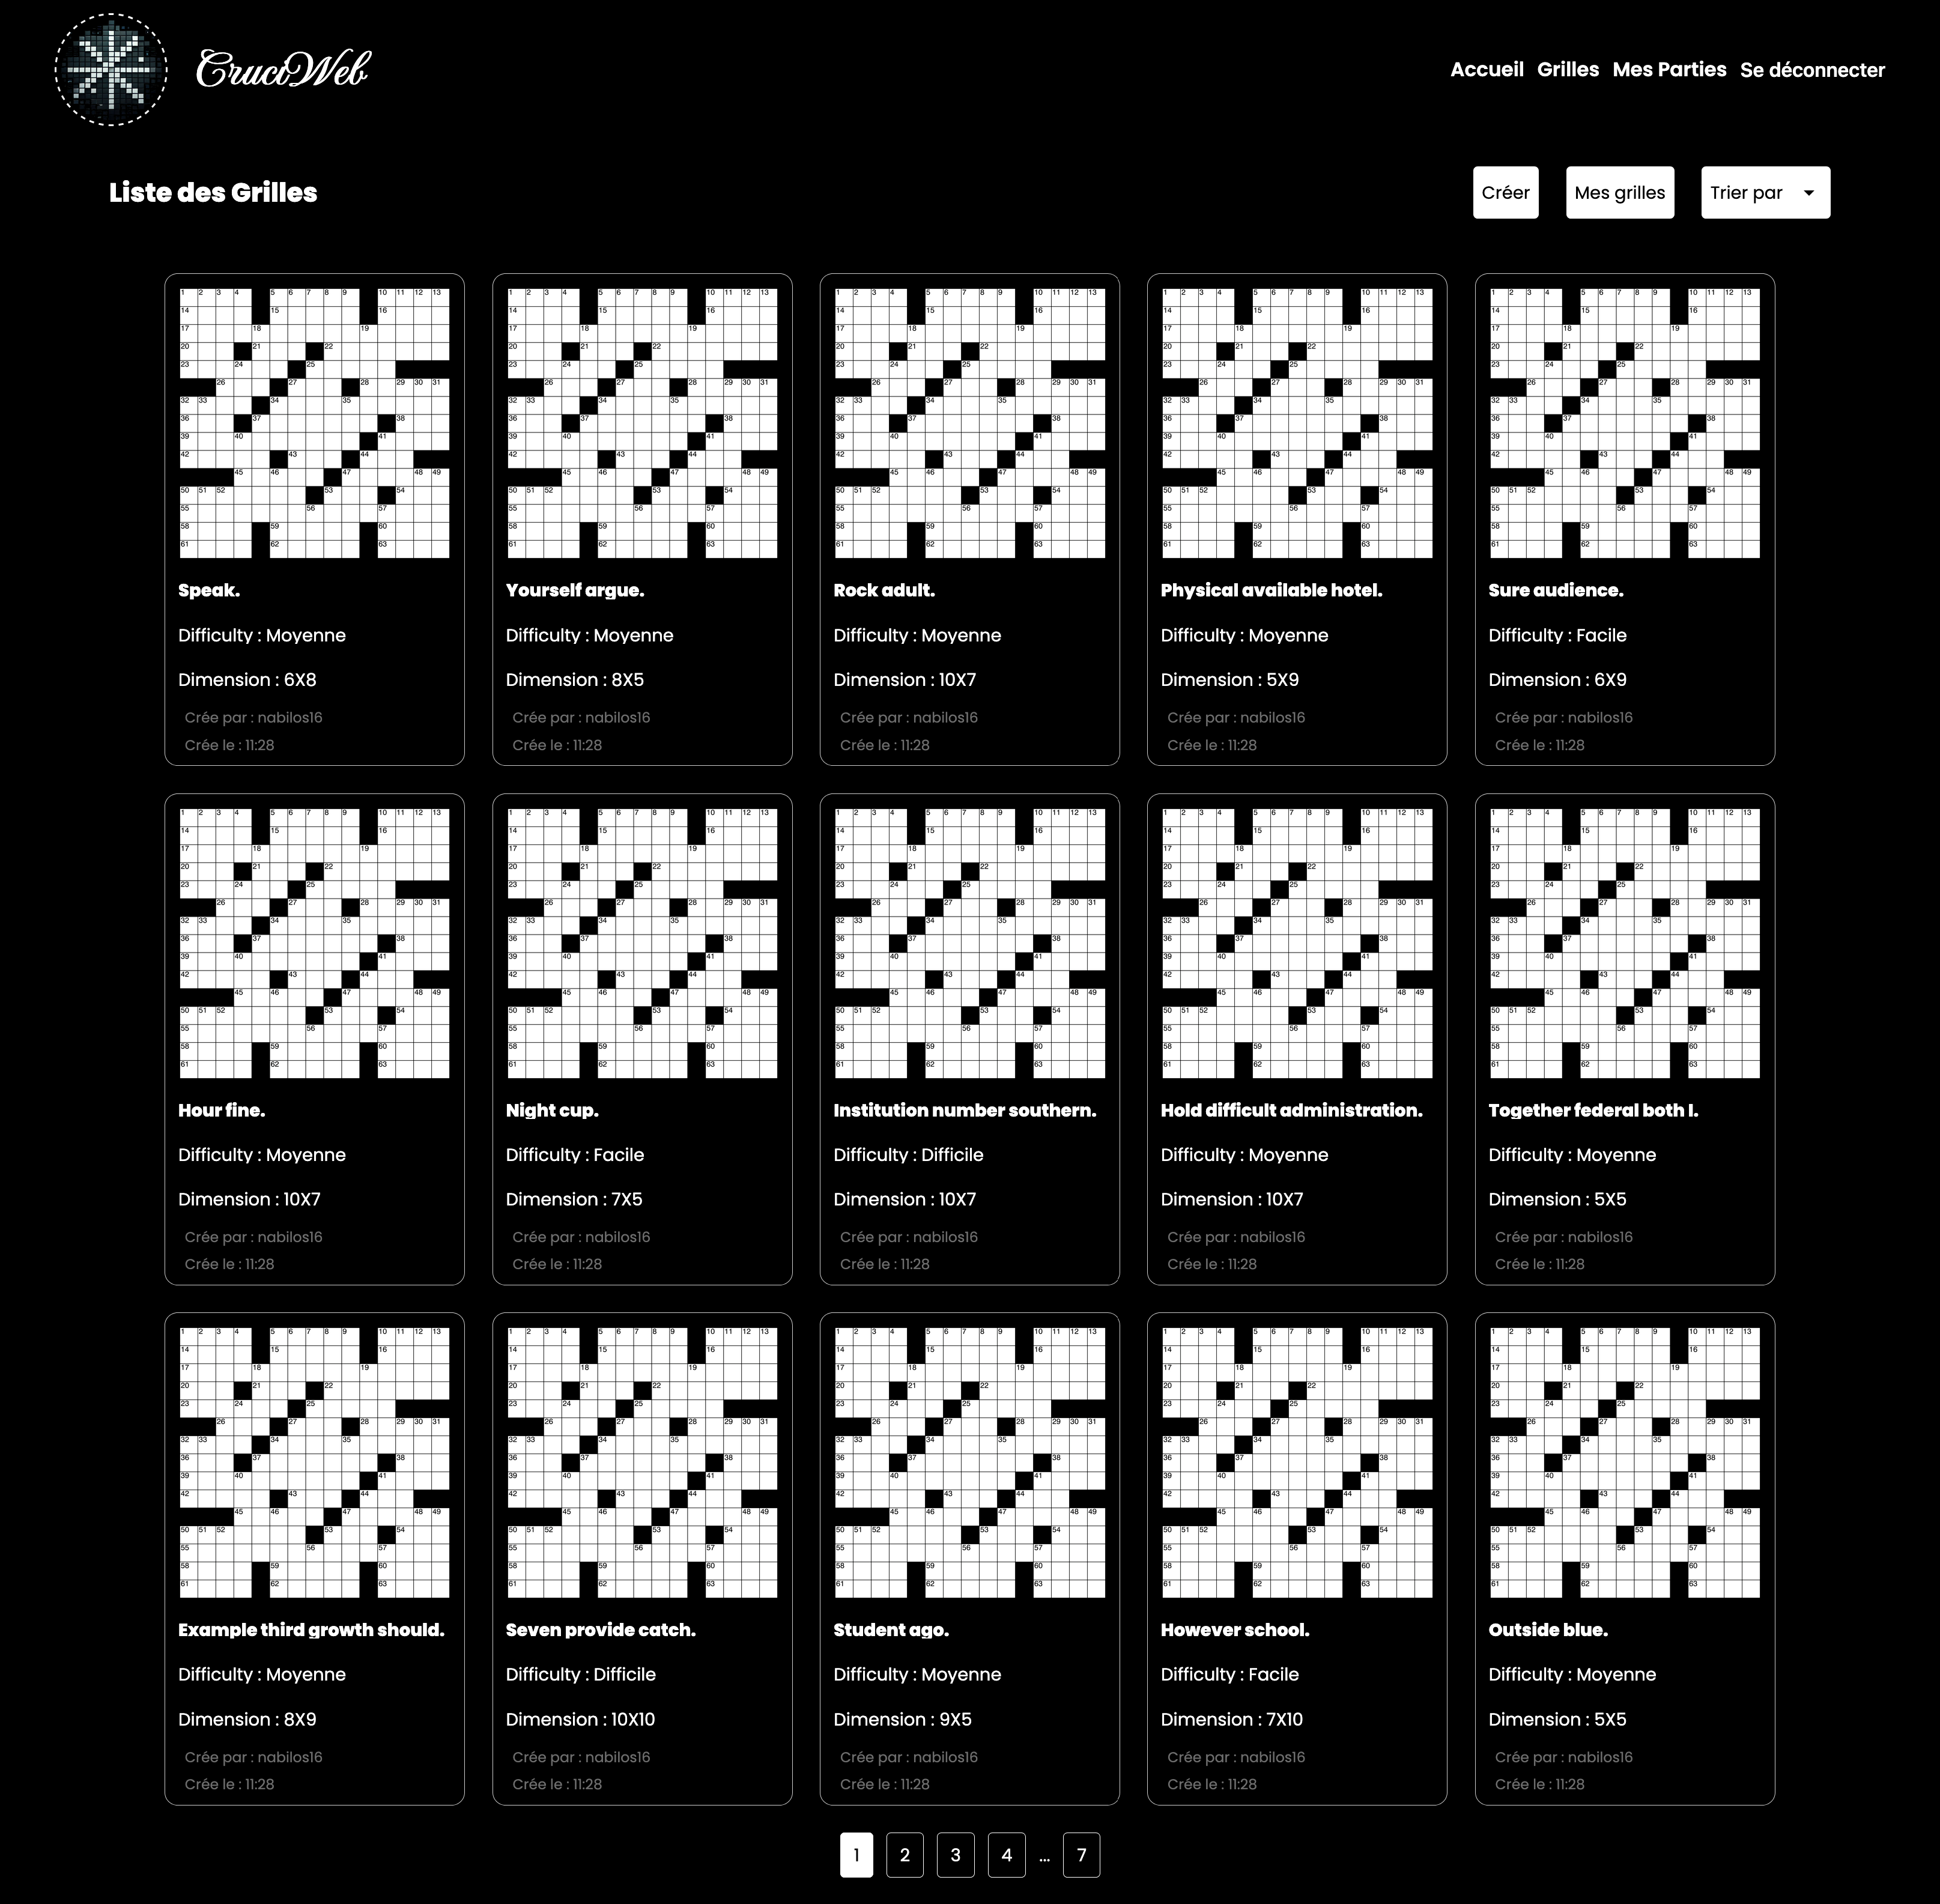 CruciWeb
Accueil Grilles Mes Parties Se déconnecter
Liste des Grilles
Créer
Mes grilles
Trier par
Speak.
Difficulty : Moyenne
Dimension : 6X8
Crée par : nabilos16
Crée le : 11:28
Yourself argue.
Difficulty : Moyenne
Dimension : 8X5
Crée par : nabilos16
Crée le : 11:28
Rock adult.
Difficulty : Moyenne
Dimension : 10X7
Crée par : nabilos16
Crée le : 11:28
Physical available hotel.
Difficulty : Moyenne
Dimension : 5X9
Crée par : nabilos16
Crée le : 11:28
Sure audience.
Difficulty : Facile
Dimension : 6X9
Crée par : nabilos16
Crée le : 11:28
Hour fine.
Difficulty : Moyenne
Dimension : 10X7
Crée par : nabilos16
Crée le : 11:28
Night cup.
Difficulty : Facile
Dimension : 7X5
Crée par : nabilos16
Crée le : 11:28
Institution number southern.
Difficulty : Difficile
Dimension : 10X7
Crée par : nabilos16
Crée le : 11:28
Hold difficult administration.
Difficulty : Moyenne
Dimension : 10X7
Crée par : nabilos16
Crée le : 11:28
Together federal both I.
Difficulty : Moyenne
Dimension : 5X5
Crée par : nabilos16
Crée le : 11:28
Example third growth should.
Difficulty : Moyenne
Dimension : 8X9
Crée par : nabilos16
Crée le : 11:28
Seven provide catch.
Difficulty : Difficile
Dimension : 10X10
Crée par : nabilos16
Crée le : 11:28
Student ago.
Difficulty : Moyenne
Dimension : 9X5
Crée par : nabilos16
Crée le : 11:28
However school.
Difficulty : Facile
Dimension : 7X10
Crée par : nabilos16
Crée le : 11:28
Outside blue.
Difficulty : Moyenne
Dimension : 5X5
Crée par : nabilos16
Crée le : 11:28
1 2 3 4 ... 7